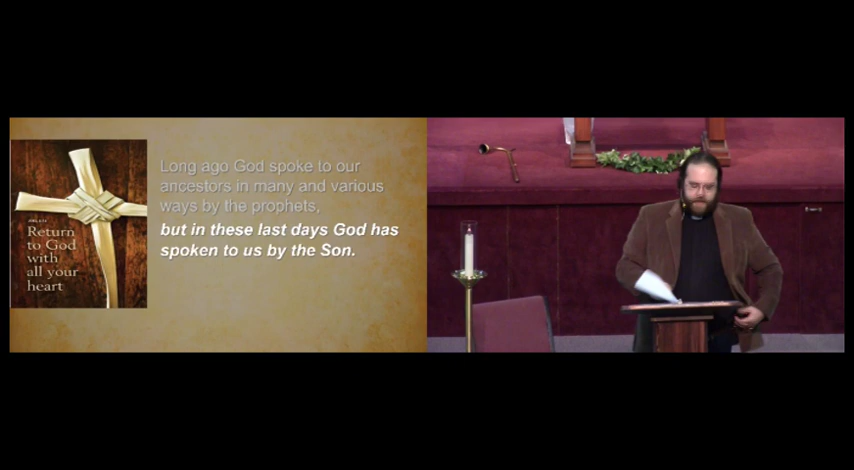 Long ago God spoke to our
ancestors in many and various
ways by the prophets,
but in these last days God has
spoken to us by the Son.
Return
to God
with
all your
heart